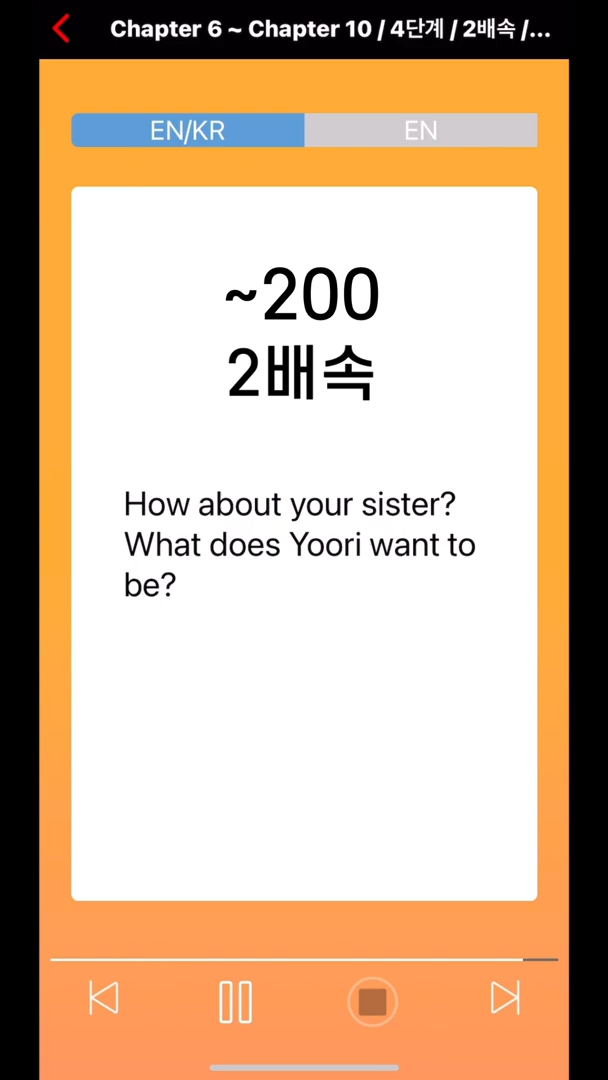 Chapter 6 ~ Chapter 10 / 4단계 / 2배속 /...
EN/KR
EN
~200
2배속
How about your sister?
What does Yoori want to
be?